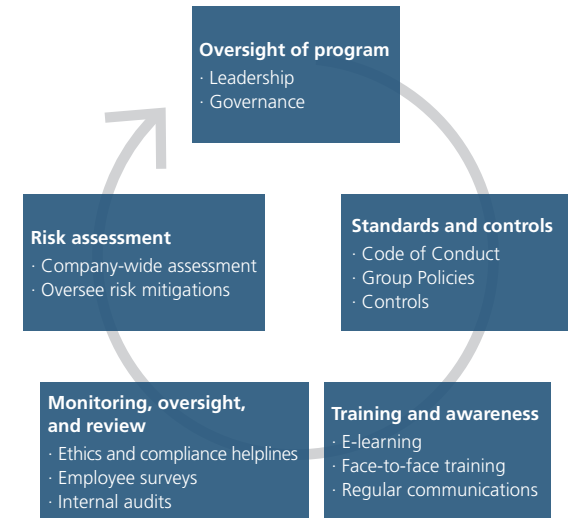 Oversight of program
· Leadership
· Governance
Standards and controls
· Code of Conduct
· Group Policies
· Controls
Training and awareness
· E-learning
· Face-to-face training
· Regular communications
Monitoring, oversight,
and review
· Ethics and compliance helplines
· Employee surveys
· Internal audits
Risk assessment
· Company-wide assessment
· Oversee risk mitigations